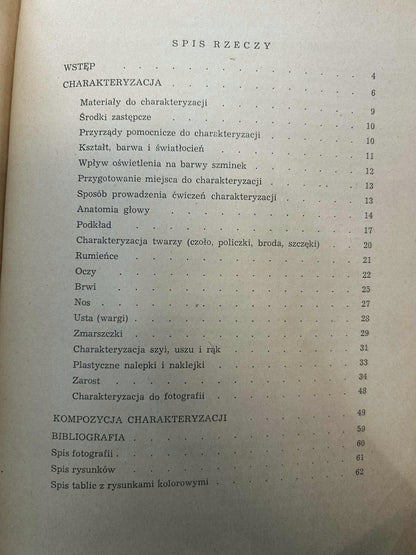 SPIS RZECZY
WSTĘP . . . . . . . . . . 4
CHARAKTERYZACJA . . . . . . . . 6
Materiały do charakteryzacji . . . . . . 9
Środki zastępcze . . . . . . . . 10
Przyrządy pomocnicze do charakteryzacji . . . . 10
Kształt, barwa i światłocień . . . . . . 11
Wpływ oświetlenia na barwy szminek . . . . 12
Przygotowanie miejsca do charakteryzacji . . . . 13
Sposób prowadzenia ćwiczeń charakteryzacji . . . . 13
Anatomia głowy . . . . . . . . 14
Podkład . . . . . . . . . 17
Charakteryzacja twarzy (czoło, policzki, broda, szczęki) . . 20
Rumieńce . . . . . . . . . 21
Oczy . . . . . . . . . . 22
Brwi . . . . . . . . . . 25
Nos . . . . . . . . . . 27
Usta (wargi) . . . . . . . . . 28
Zmarszczki . . . . . . . . . 29
Charakteryzacja szyi, uszu i rąk . . . . . . 31
Plastyczne nalepki i naklejki . . . . . . 33
Zarost . . . . . . . . . . 34
Charakteryzacja do fotografii . . . . . . 48
KOMPOZYCJA CHARAKTERYZACJI . . . . . . 49
BIBLIOGRAFIA . . . . . . . . . 59
Spis fotografii . . . . . . . . . 60
Spis rysunków . . . . . . . . . 61
Spis tablic z rysunkami kolorowymi . . . . . . 62